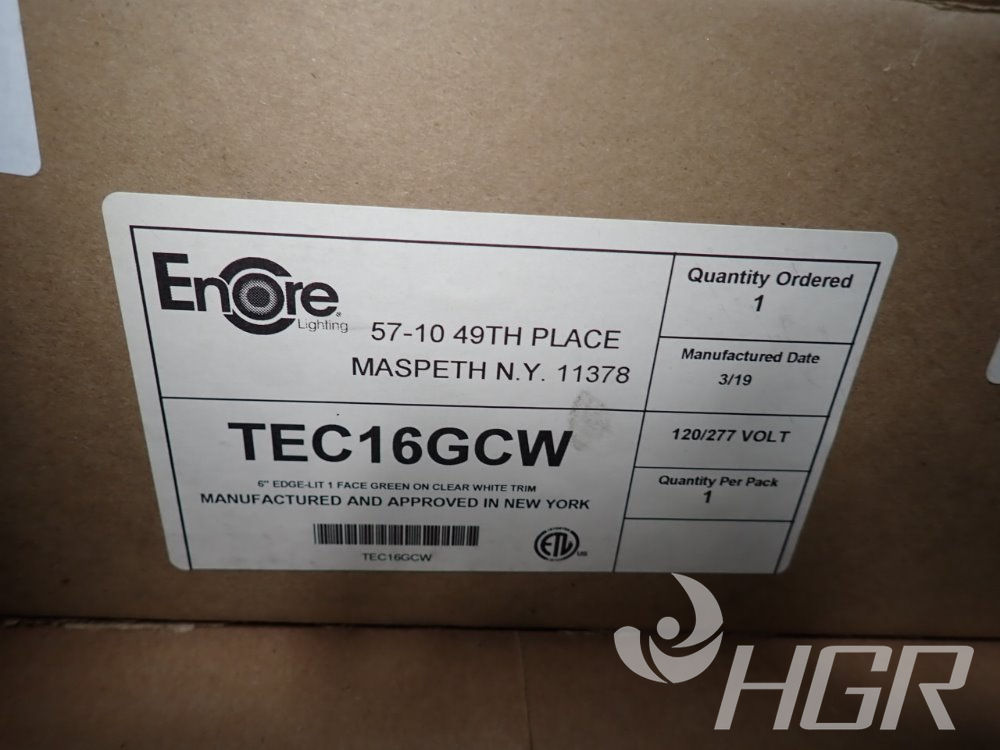 Encore®
Lighting
57-10 49TH PLACE
MASPETH N.Y. 11378
Quantity Ordered
1
Manufactured Date
3/19
120/277 VOLT
Quantity Per Pack
1
TEC16GCW
6" EDGE-LIT 1 FACE GREEN ON CLEAR WHITE TRIM
MANUFACTURED AND APPROVED IN NEW YORK
TEC16GCW
ETL US
HGR